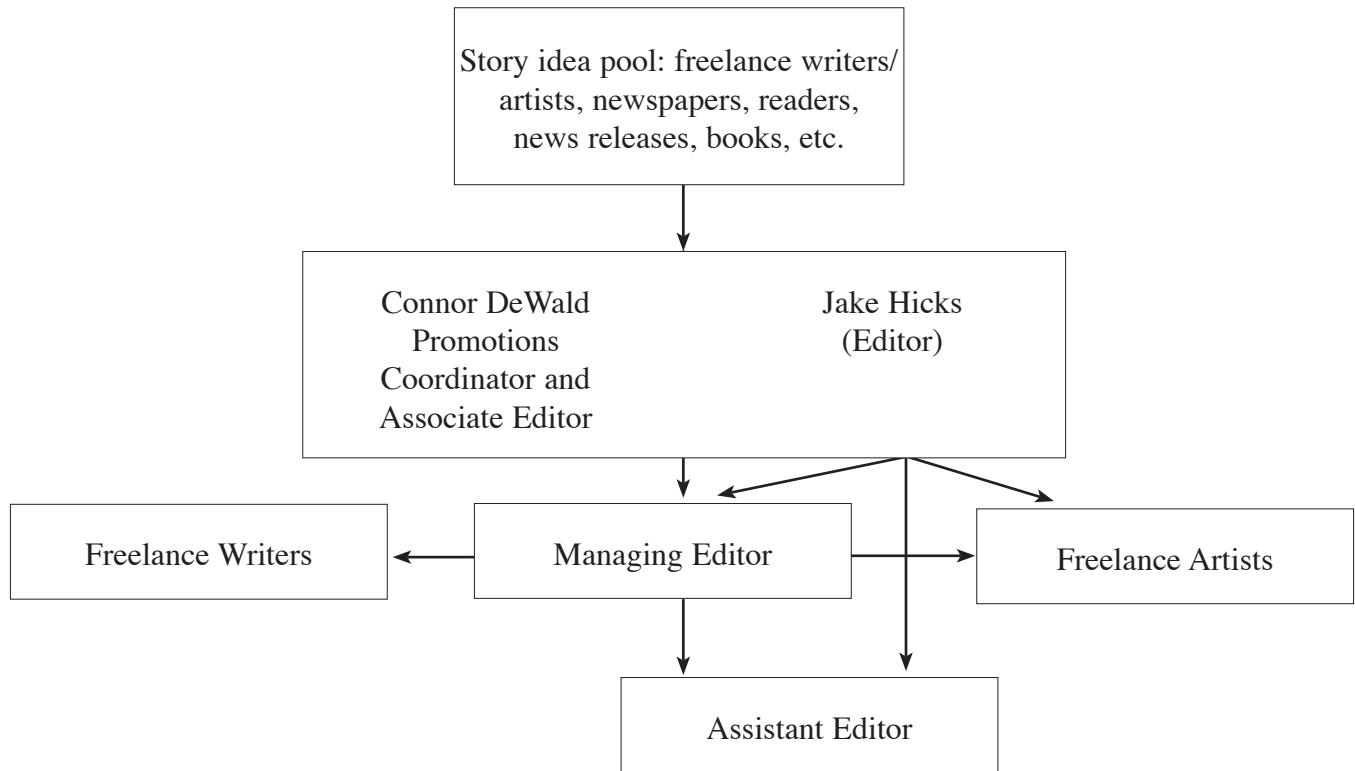 Story idea pool: freelance writers/
artists, newspapers, readers,
news releases, books, etc.
Connor DeWald
Promotions
Coordinator and
Associate Editor
Jake Hicks
(Editor)
Freelance Writers
Managing Editor
Freelance Artists
Assistant Editor